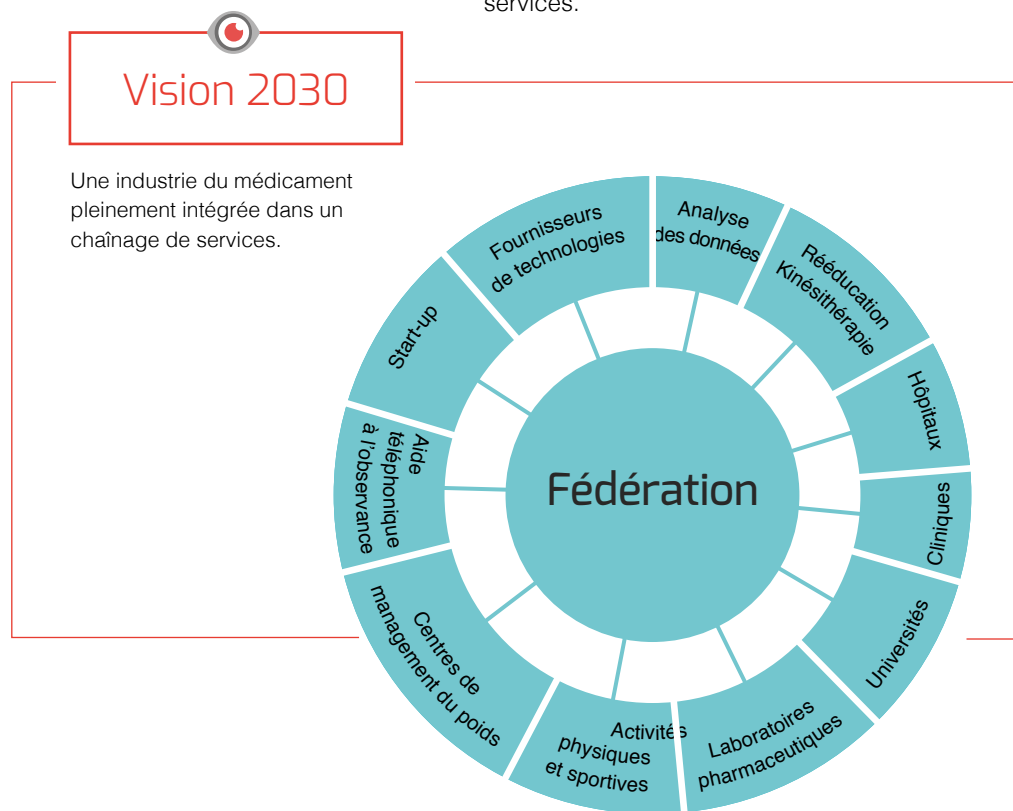 services.
Vision 2030
Une industrie du médicament
pleinement intégrée dans un
chaînage de services.
Fournisseurs
de technologies
Analyse
des données
Rééducation
Kinésithérapie
Hôpitaux
Cliniques
Universités
Laboratoires
pharmaceutiques
Activités
physiques
et sportives
Centres de
management du poids
Aide
téléphonique
à l'observance
Start-up
Fédération